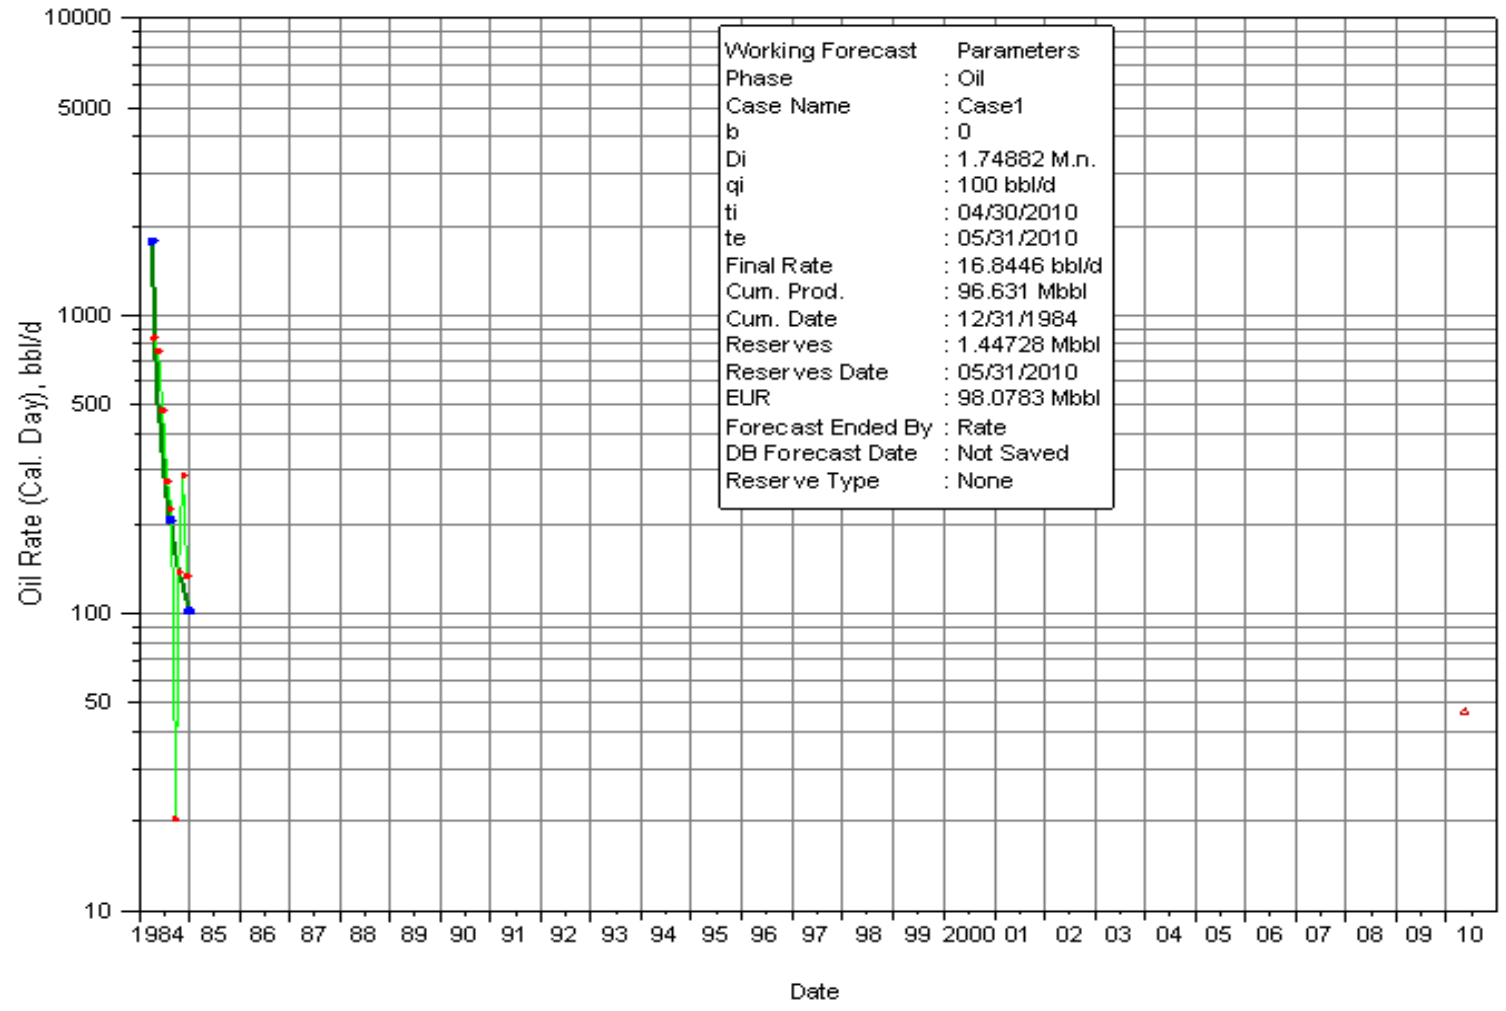 10000
5000
1000
500
100
50
10
Oil Rate (Cal. Day), bbl/d
Working Forecast Parameters
Phase : Oil
Case Name : Case1
b : 0
Di : 1.74882 M.n.
qi : 100 bbl/d
ti : 04/30/2010
te : 05/31/2010
Final Rate : 16.8446 bbl/d
Cum. Prod. : 96.631 Mbbl
Cum. Date : 12/31/1984
Reserves : 1.44728 Mbbl
Reserves Date : 05/31/2010
EUR : 98.0783 Mbbl
Forecast Ended By : Rate
DB Forecast Date : Not Saved
Reserve Type : None
1984 85 86 87 88 89 90 91 92 93 94 95 96 97 98 99 2000 01 02 03 04 05 06 07 08 09 10
Date